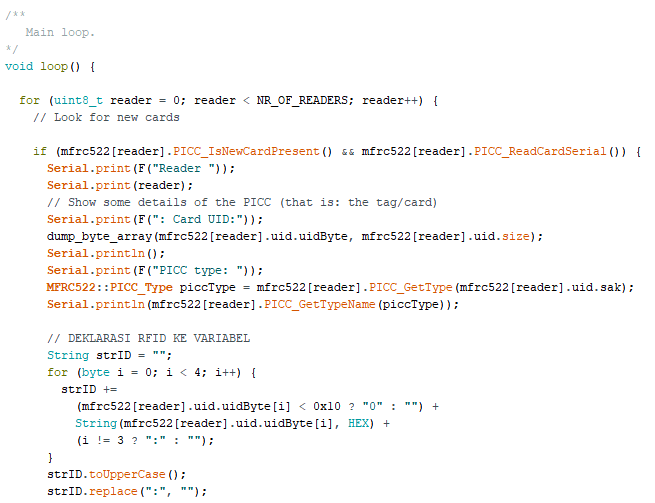 /**
   Main loop.
*/
void loop() {

  for (uint8_t reader = 0; reader < NR_OF_READERS; reader++) {
    // Look for new cards

    if (mfrc522[reader].PICC_IsNewCardPresent() && mfrc522[reader].PICC_ReadCardSerial()) {
      Serial.print(F("Reader "));
      Serial.print(reader);
      // Show some details of the PICC (that is: the tag/card)
      Serial.print(F(": Card UID:"));
      dump_byte_array(mfrc522[reader].uid.uidByte, mfrc522[reader].uid.size);
      Serial.println();
      Serial.print(F("PICC type: "));
      MFRC522::PICC_Type piccType = mfrc522[reader].PICC_GetType(mfrc522[reader].uid.sak);
      Serial.println(mfrc522[reader].PICC_GetTypeName(piccType));

      // DEKLARASI RFID KE VARIABEL
      String strID = "";
      for (byte i = 0; i < 4; i++) {
        strID +=
          (mfrc522[reader].uid.uidByte[i] < 0x10 ? "0" : "") +
          String(mfrc522[reader].uid.uidByte[i], HEX) +
          (i != 3 ? ":" : "");
      }
      strID.toUpperCase();
      strID.replace(":", "");